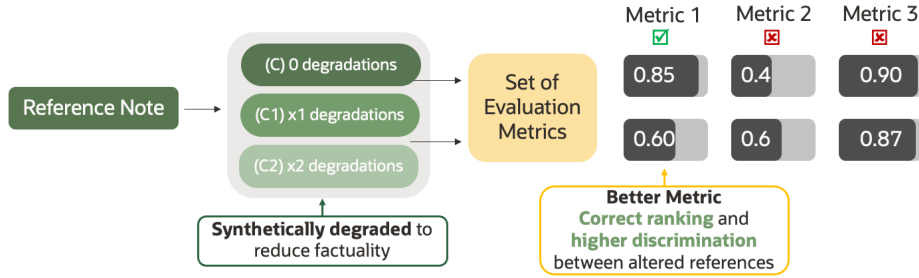 Reference Note
(C) 0 degradations
(C1) x1 degradations
(C2) x2 degradations
Synthetically degraded to
reduce factuality
Set of
Evaluation
Metrics
Metric 1 Metric 2 Metric 3
0.85 0.4 0.90
0.60 0.6 0.87
Better Metric
Correct ranking and
higher discrimination
between altered references